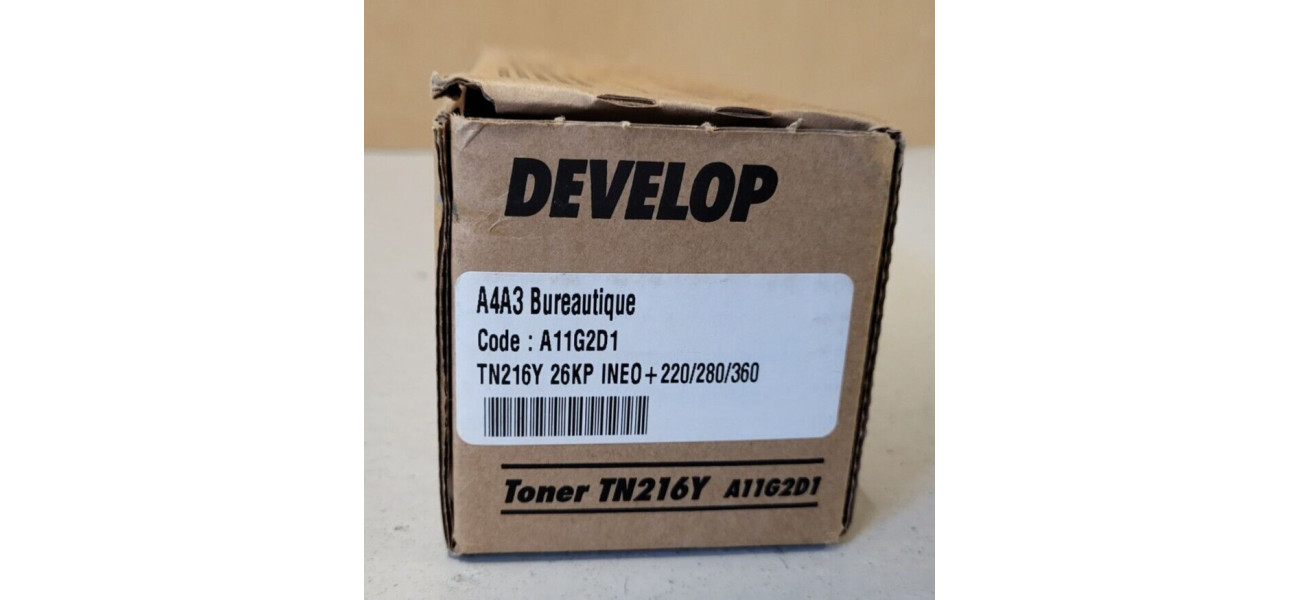 DEVELOP
A4A3 Bureautique
Code : A11G2D1
TN216Y 26KP INEO+220/280/360
Toner TN216Y A11G2D1